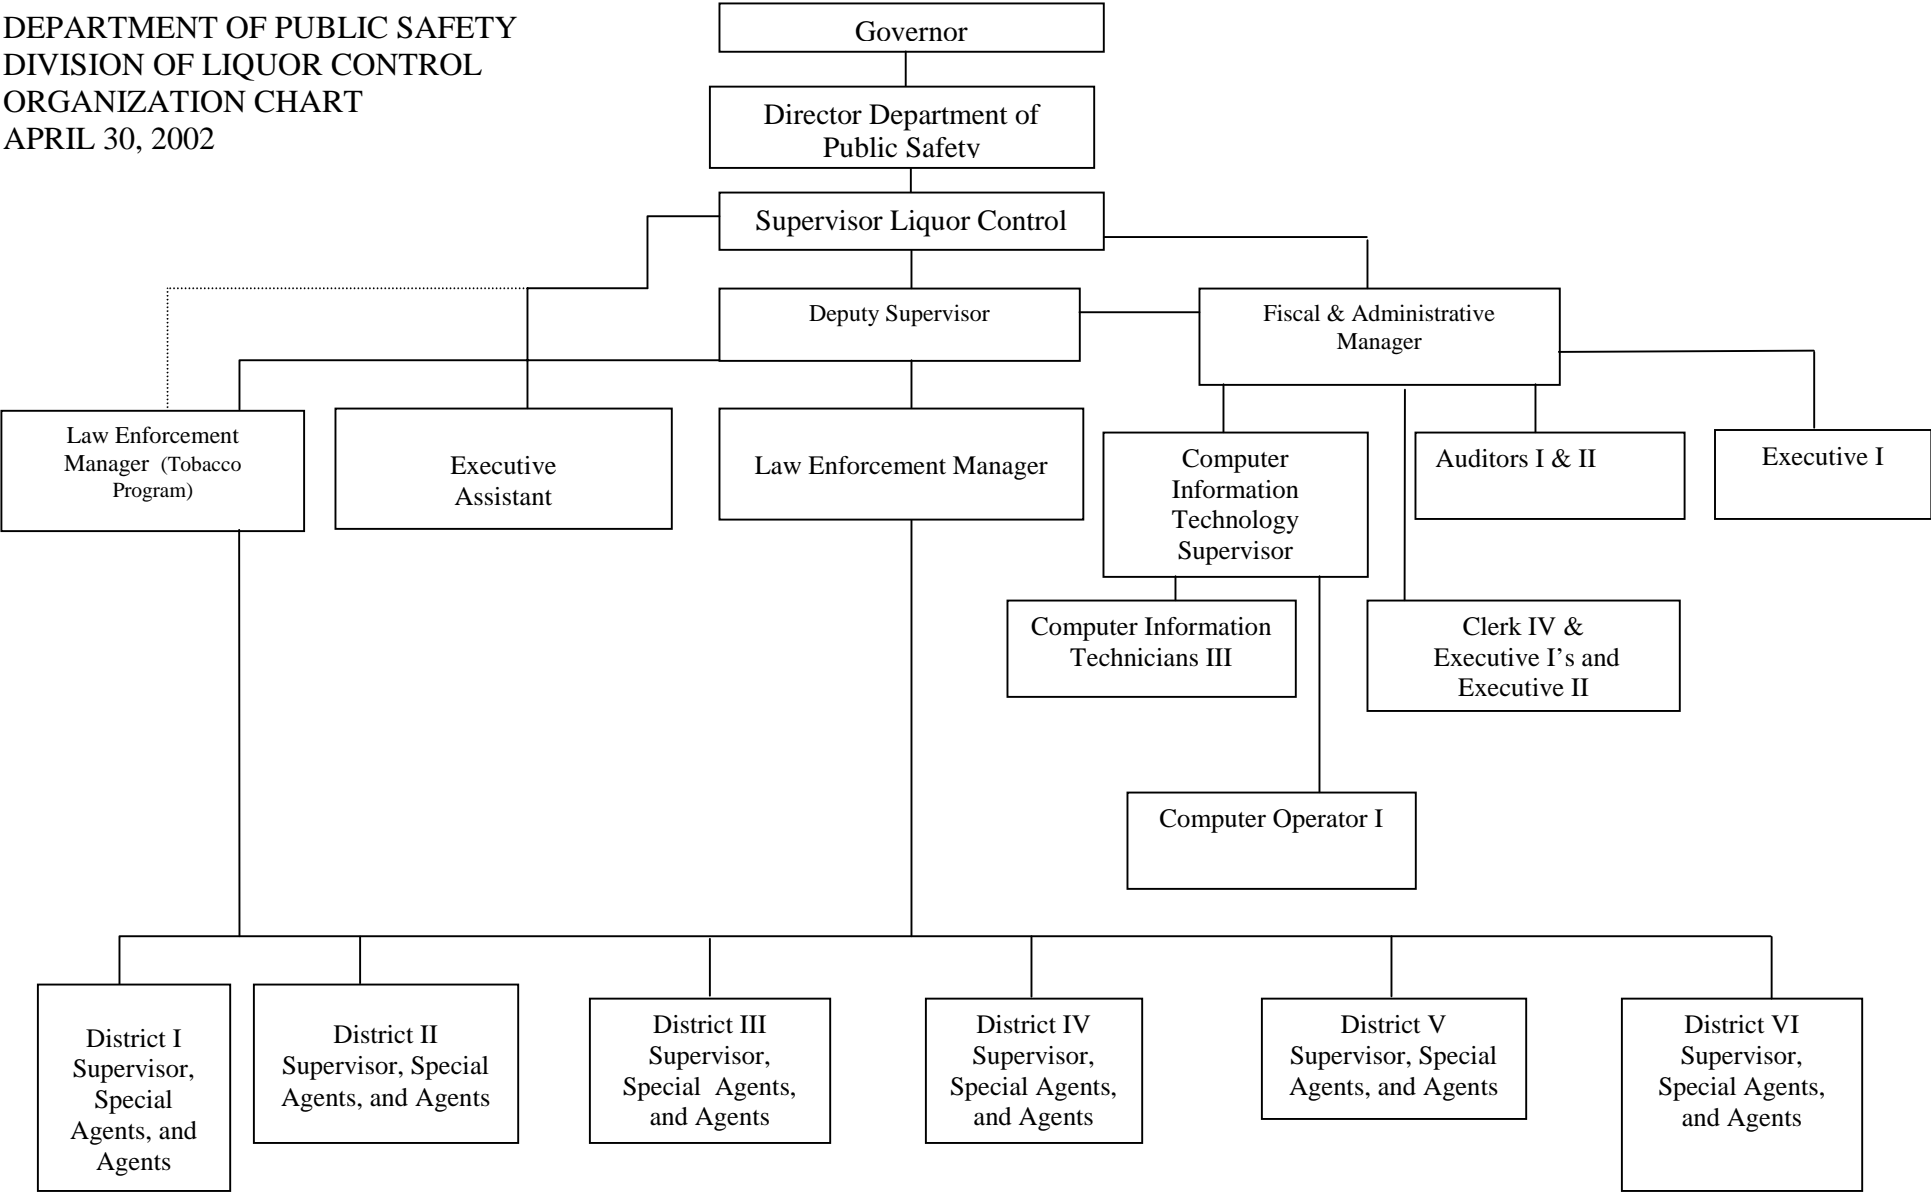 DEPARTMENT OF PUBLIC SAFETY
DIVISION OF LIQUOR CONTROL
ORGANIZATION CHART
APRIL 30, 2002
Governor
Director Department of
Public Safety
Supervisor Liquor Control
Deputy Supervisor
Fiscal & Administrative
Manager
Law Enforcement
Manager (Tobacco
Program)
Executive
Assistant
Law Enforcement Manager
Computer
Information
Technology
Supervisor
Auditors I & II
Executive I
Computer Information
Technicians III
Clerk IV &
Executive I’s and
Executive II
Computer Operator I
District I
Supervisor,
Special
Agents, and
Agents
District II
Supervisor, Special
Agents, and Agents
District III
Supervisor,
Special Agents,
and Agents
District IV
Supervisor,
Special Agents,
and Agents
District V
Supervisor, Special
Agents, and Agents
District VI
Supervisor,
Special Agents,
and Agents